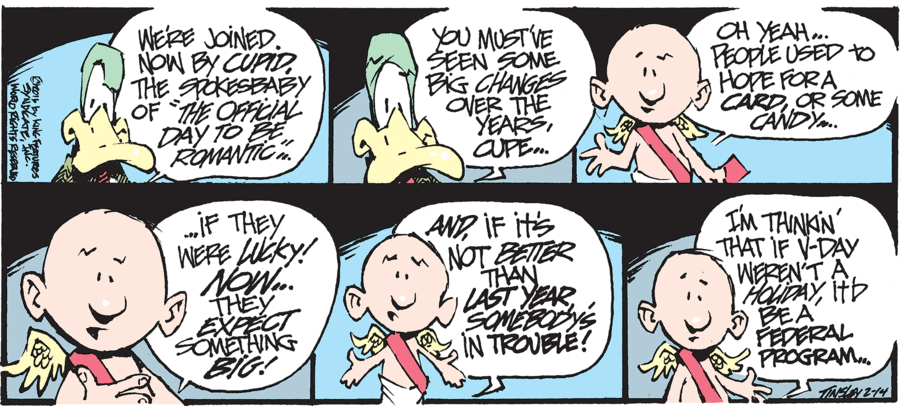 WE'RE JOINED.
NOW BY CUPID,
THE SPOKESBABY
OF "THE OFFICIAL
DAY TO BE
ROMANTIC"...
©2016 by King Features
Syndicate, Inc.
World rights reserved
YOU MUST'VE
SEEN SOME
BIG CHANGES
OVER THE
YEARS,
CUPE...
OH YEAH...
PEOPLE USED TO
HOPE FOR A
CARD, OR SOME
CANDY...
...IF THEY
WERE LUCKY!
NOW...
THEY
EXPECT
SOMETHING
BIG!
AND, IF IT'S
NOT BETTER
THAN
LAST YEAR,
SOMEBODY'S
IN TROUBLE!
I'M THINKIN'
THAT IF V-DAY
WEREN'T A
HOLIDAY, IT'D
BE A
FEDERAL
PROGRAM...
TINSLEY 2-14